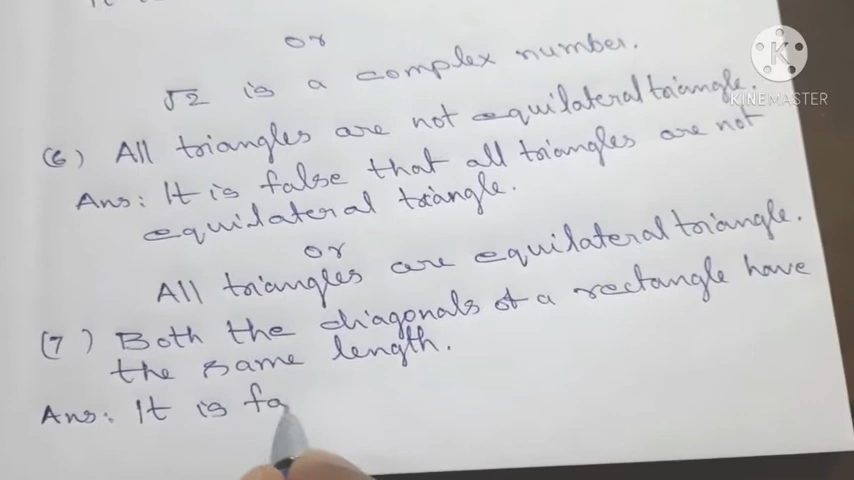 or
√2 is a complex number.
(6) All triangles are not equilateral triangle.
Ans: It is false that all triangles are not
equilateral triangle.
or
All triangles are equilateral triangle.
(7) Both the diagonals of a rectangle have
the same length.
Ans: It is fa
K
KINEMASTER